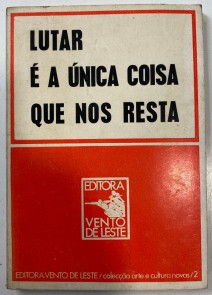 LUTAR
É A ÚNICA COISA
QUE NOS RESTA
EDITORA
VENTO
DE LESTE
EDITORA VENTO DE LESTE / colecção arte e cultura novas / 2